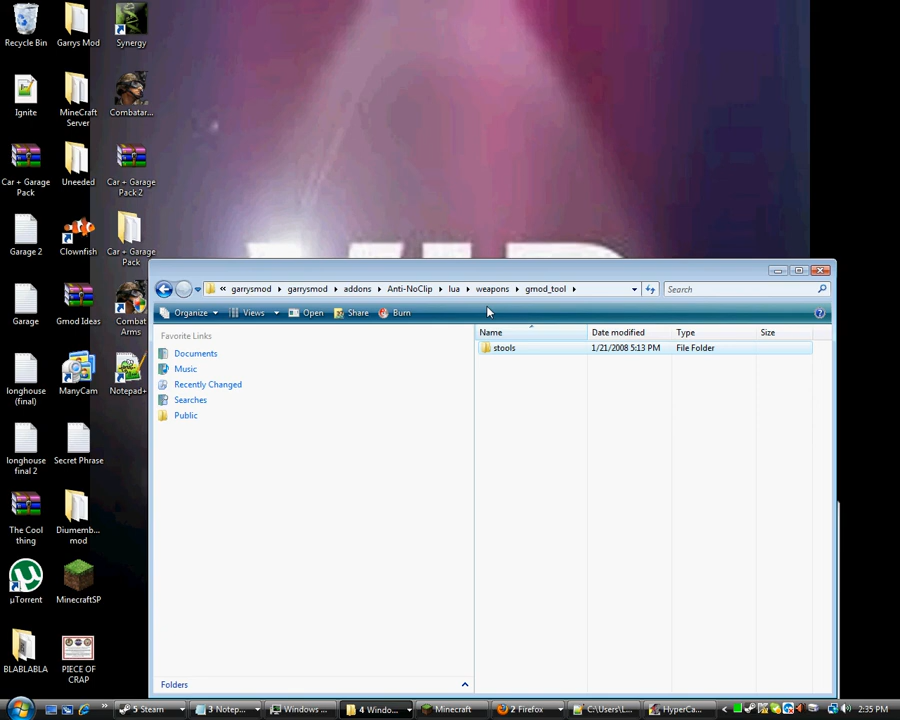 Recycle Bin
Garrys Mod
Synergy
Ignite
MineCraft
Server
Combatar...
Car + Garage
Pack
Uneeded
Car + Garage
Pack 2
Garage 2
Clownfish
Car + Garage
Pack
Garage
Gmod Ideas
Combat
Arms
longhouse
(final)
ManyCam
Notepad+
longhouse
final 2
Secret Phrase
The Cool
thing
Diumemb...
mod
µTorrent
MinecraftSP
BLABLABLA
PIECE OF
CRAP
« garrysmod garrysmod addons Anti-NoClip lua weapons gmod_tool
Search
Organize Views Open Share Burn
Favorite Links
Documents
Music
Recently Changed
Searches
Public
Folders
Name Date modified Type Size
stools 1/21/2008 5:13 PM File Folder
5 Steam 3 Notep... Windows ... 4 Windo... Minecraft 2 Firefox C:\Users\L... HyperCa... 2:35 PM